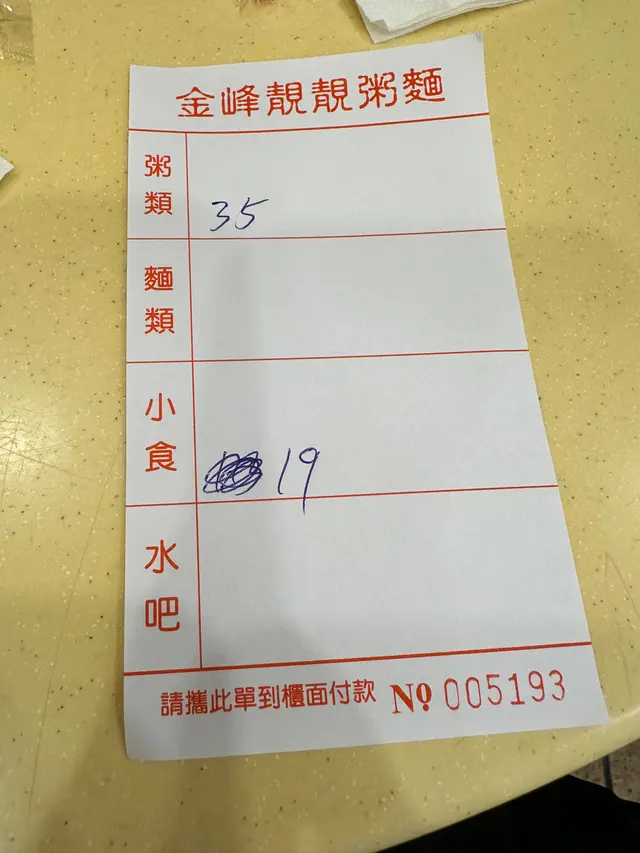 金峰靚靚粥麵
粥類
35
麵類
小食
19
水吧
請攜此單到櫃面付款 No 005193